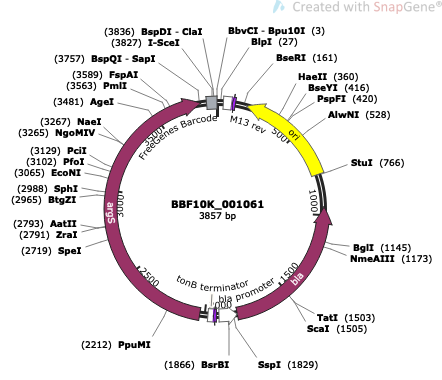 Created with SnapGene®
(3836) BspDI - ClaI
(3827) I-SceI
(3757) BspQI - SapI
(3589) FspAI
(3563) PmlI
(3481) AgeI
(3267) NaeI
(3265) NgoMIV
(3129) PciI
(3102) PfoI
(3065) EcoNI
(2988) SphI
(2965) BtgZI
(2793) AatII
(2791) ZraI
(2719) SpeI
(2212) PpuMI
(1866) BsrBI
BbvCI - Bpu10I (3)
BlpI (27)
BseRI (161)
HaeII (360)
BseYI (416)
PspFI (420)
AlwNI (528)
StuI (766)
BglI (1145)
NmeAIII (1173)
TatI (1503)
ScaI (1505)
SspI (1829)
FreeGenes Barcode
M13 rev
ori
500
1000
1500
2500
3000
3500
argS
bla
BBF10K_001061
3857 bp
tonB terminator
bla promoter